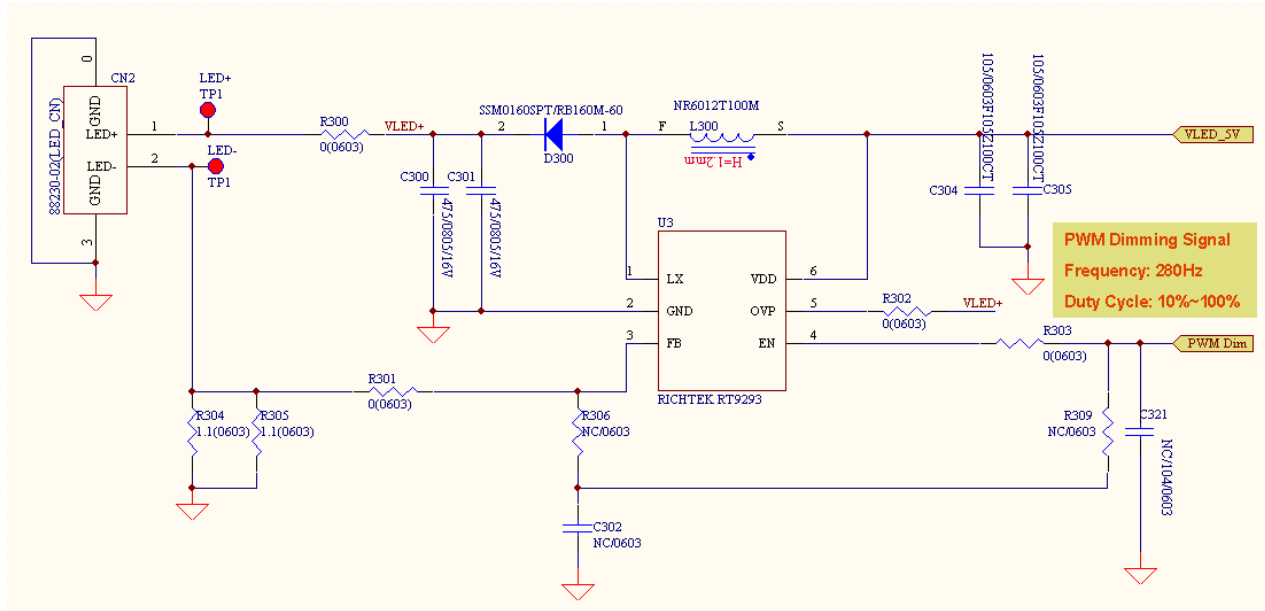 0
CN2
88230-02(LED_CN)
GND
LED+
LED-
GND
1
2
3
LED+
TP1
LED-
TP1
R300
0(0603)
VLED+
SSM0160SPT/RB160M-60
2
1
D300
NR6012T100M
F
L300
S
H=1.2mm
C300
475/0805/16V
C301
475/0805/16V
105/0603F105Z100CT
105/0603F105Z100CT
C304
C305
VLED_5V
U3
1
LX
VDD
6
2
GND
OVP
5
3
FB
EN
4
RICHTEK RT9293
R302
0(0603)
VLED+
PWM Dimming Signal
Frequency: 280Hz
Duty Cycle: 10%~100%
R303
0(0603)
PWM Dim
R301
0(0603)
R304
1.1(0603)
R305
1.1(0603)
R306
NC/0603
R309
NC/0603
C321
NC/104/0603
C302
NC/0603